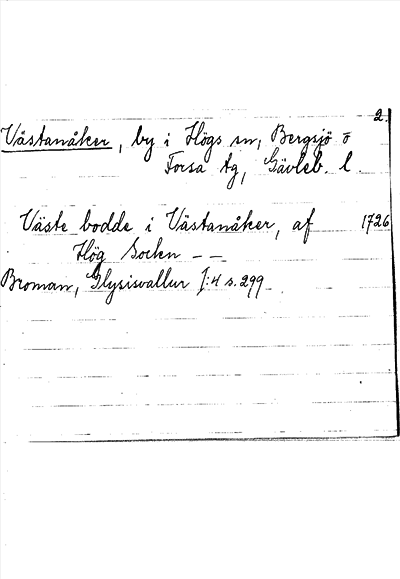 2.
Västanåker, by i Högs sn, Bergsjö o
Forsa tg, Gävleb. l.
Väste bodde i Västanåker, af 1726
Hög Socken – –
Broman, Glysisvallur I:4 s. 299